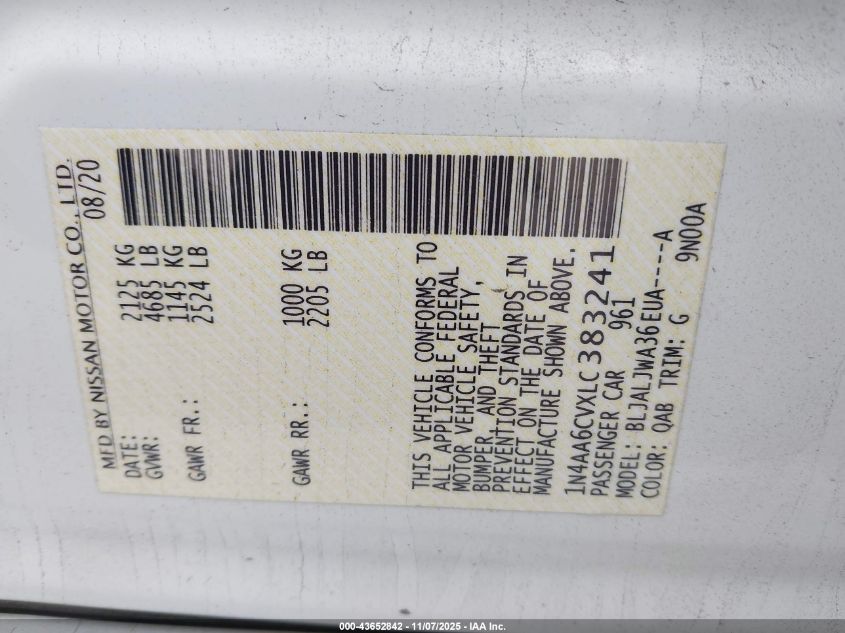 MFD BY NISSAN MOTOR CO., LTD.
DATE: 08/20
GVWR: 2125 KG
4685 LB
GAWR FR.: 1145 KG
2524 LB
GAWR RR.: 1000 KG
2205 LB
THIS VEHICLE CONFORMS TO
ALL APPLICABLE FEDERAL
MOTOR VEHICLE SAFETY,
BUMPER, AND THEFT
PREVENTION STANDARDS IN
EFFECT ON THE DATE OF
MANUFACTURE SHOWN ABOVE.
1N4AA6CVXLC383241
PASSENGER CAR 961
MODEL: BLJALJWA36EUA----A
COLOR: QAB TRIM: G 9N00A
000-43652842 - 11/07/2025 - IAA Inc.